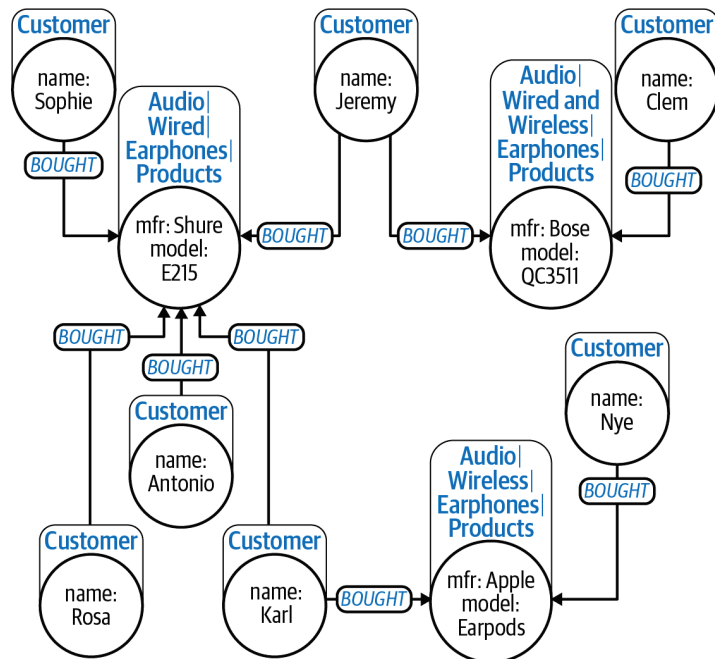 Customer
name:
Sophie
BOUGHT
Audio|
Wired|
Earphones|
Products
mfr: Shure
model:
E215
Customer
name:
Jeremy
BOUGHT
BOUGHT
Audio|
Wired and
Wireless|
Earphones|
Products
mfr: Bose
model:
QC3511
Customer
name:
Clem
BOUGHT
BOUGHT
BOUGHT
BOUGHT
Customer
name:
Antonio
Customer
name:
Rosa
Customer
name:
Karl
BOUGHT
Audio|
Wireless|
Earphones|
Products
mfr: Apple
model:
Earpods
Customer
name:
Nye
BOUGHT